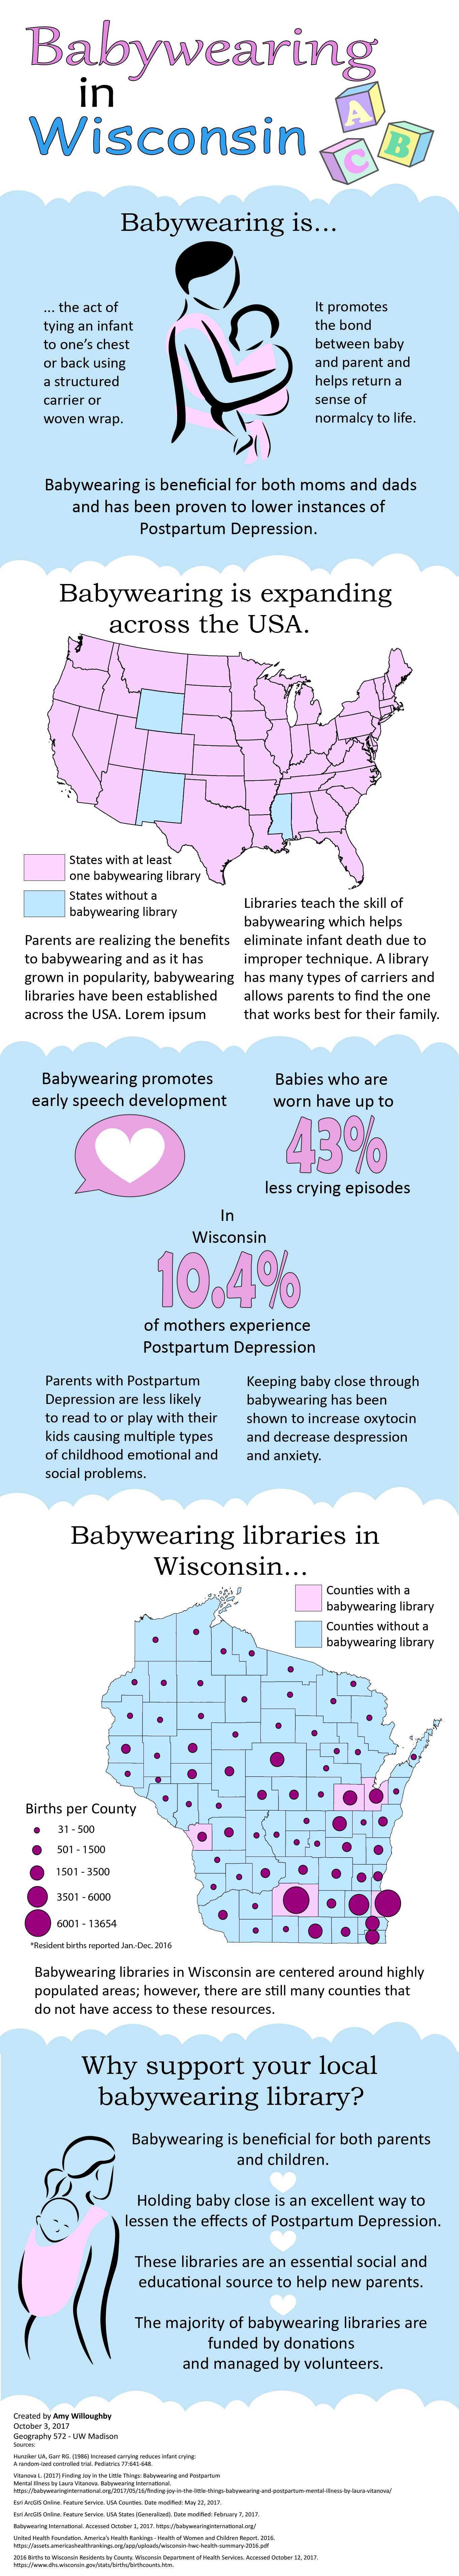 Babywearing
in
Wisconsin
A
B
C
Babywearing is...
... the act of
tying an infant
to one's chest
or back using
a structured
carrier or
woven wrap.
It promotes
the bond
between baby
and parent and
helps return a
sense of
normalcy to life.
Babywearing is beneficial for both moms and dads
and has been proven to lower instances of
Postpartum Depression.
Babywearing is expanding
across the USA.
States with at least
one babywearing library
States without a
babywearing library
Parents are realizing the benefits
to babywearing and as it has
grown in popularity, babywearing
libraries have been established
across the USA. Lorem ipsum
Libraries teach the skill of
babywearing which helps
eliminate infant death due to
improper technique. A library
has many types of carriers and
allows parents to find the one
that works best for their family.
Babywearing promotes
early speech development
Babies who are
worn have up to
43%
less crying episodes
In
Wisconsin
10.4%
of mothers experience
Postpartum Depression
Parents with Postpartum
Depression are less likely
to read to or play with their
kids causing multiple types
of childhood emotional and
social problems.
Keeping baby close through
babywearing has been
shown to increase oxytocin
and decrease despression
and anxiety.
Babywearing libraries in
Wisconsin...
Counties with a
babywearing library
Counties without a
babywearing library
Births per County
31 - 500
501 - 1500
1501 - 3500
3501 - 6000
6001 - 13654
*Resident births reported Jan.-Dec. 2016
Babywearing libraries in Wisconsin are centered around highly
populated areas; however, there are still many counties that
do not have access to these resources.
Why support your local
babywearing library?
Babywearing is beneficial for both parents
and children.
Holding baby close is an excellent way to
lessen the effects of Postpartum Depression.
These libraries are an essential social and
educational source to help new parents.
The majority of babywearing libraries are
funded by donations
and managed by volunteers.
Created by Amy Willoughby
October 3, 2017
Geography 572 - UW Madison
Sources:
Hunziker UA, Garr RG. (1986) Increased carrying reduces infant crying:
A random-ized controlled trial. Pediatrics 77:641-648.
Vitanova L. (2017) Finding Joy in the Little Things: Babywearing and Postpartum
Mental Illness by Laura Vitanova. Babywearing International.
https://babywearinginternational.org/2017/05/16/finding-joy-in-the-little-things-babywearing-and-postpartum-mental-illness-by-laura-vitanova/
Esri ArcGIS Online. Feature Service. USA Counties. Date modified: May 22, 2017.
Esri ArcGIS Online. Feature Service. USA States (Generalized). Date modified: February 7, 2017.
Babywearing International. Accessed October 1, 2017. https://babywearinginternational.org/
United Health Foundation. America's Health Rankings - Health of Women and Children Report. 2016.
https://assets.americashealthrankings.org/app/uploads/wisconsin-hwc-health-summary-2016.pdf
2016 Births to Wisconsin Residents by County. Wisconsin Department of Health Services. Accessed October 12, 2017.
https://www.dhs.wisconsin.gov/stats/births/birthcounts.htm.